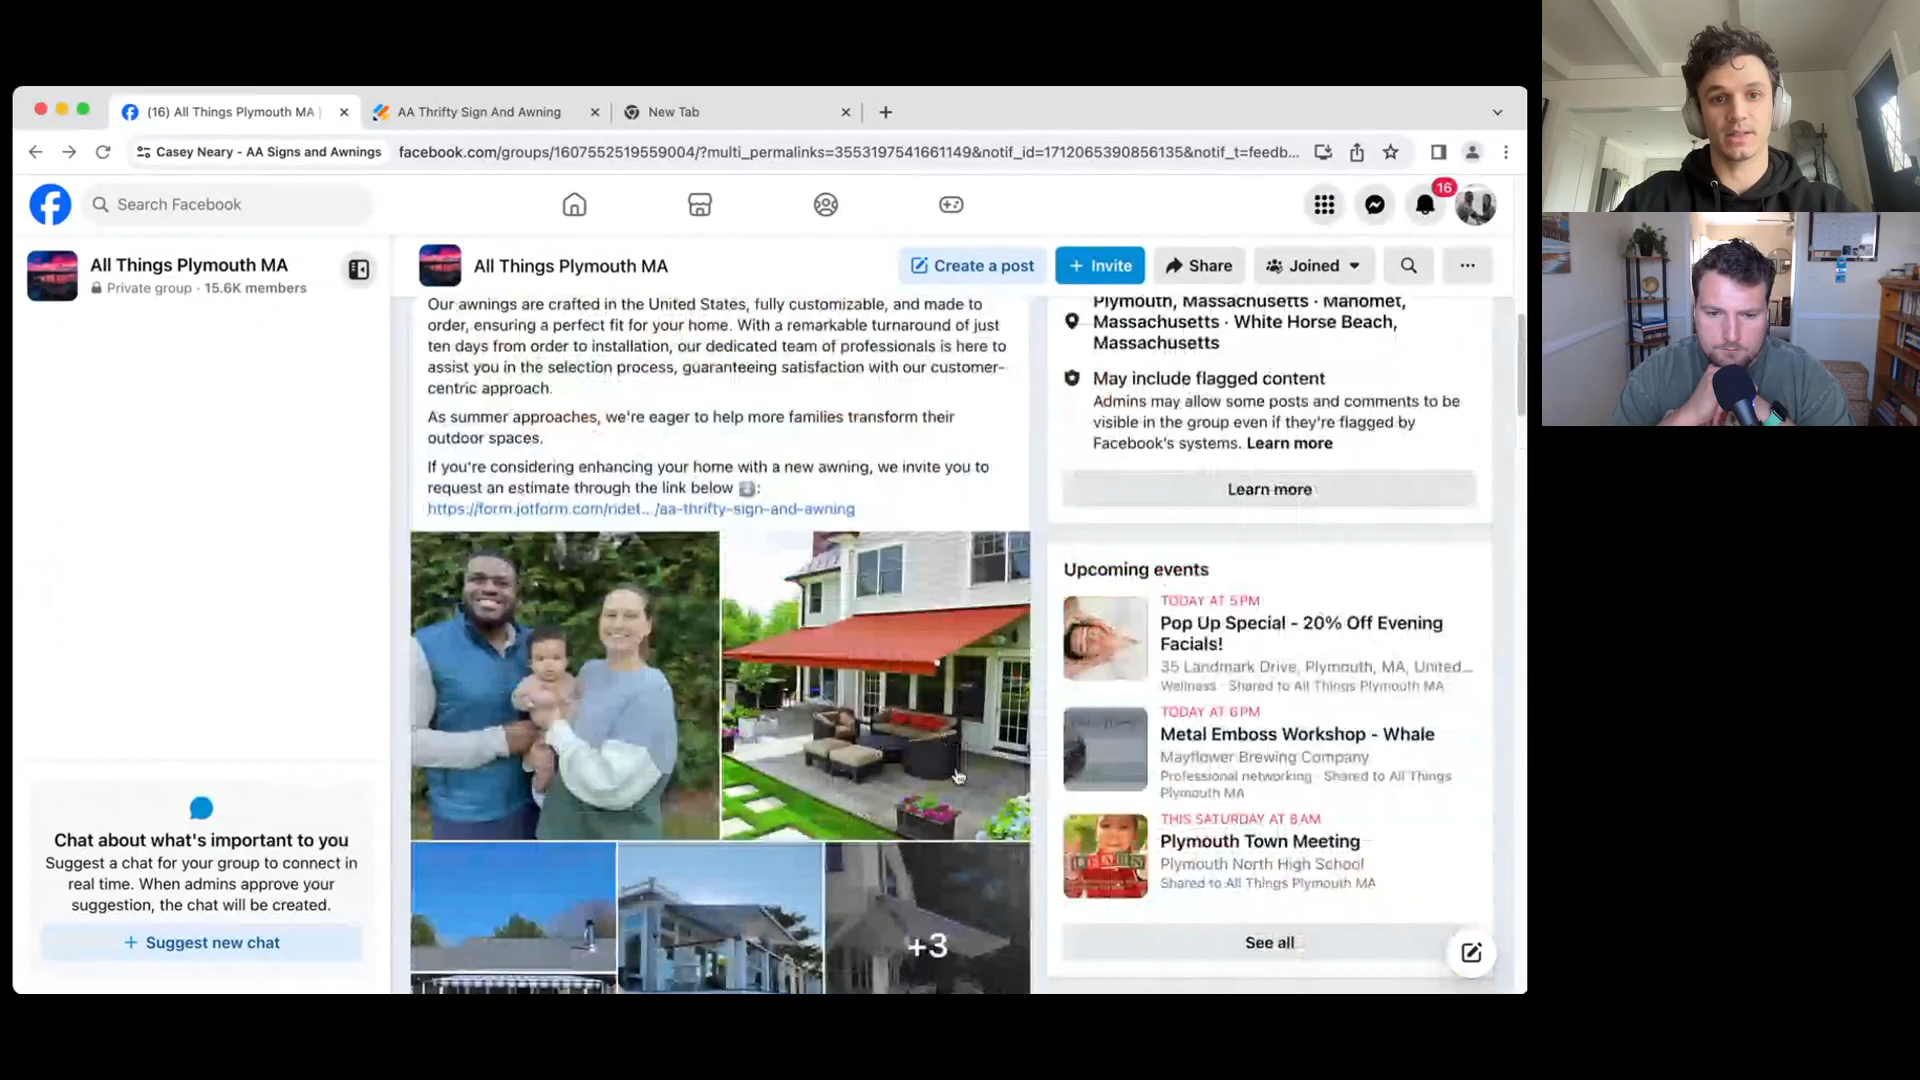 (16) All Things Plymouth MA |
AA Thrifty Sign And Awning
New Tab
Casey Neary - AA Signs and Awnings
facebook.com/groups/1607552519559004/?multi_permalinks=3553197541661149&notif_id=1712065390856135&notif_t=feedb...
Search Facebook
16
All Things Plymouth MA
Private group · 15.6K members
All Things Plymouth MA
Create a post
+ Invite
Share
Joined
Our awnings are crafted in the United States, fully customizable, and made to
order, ensuring a perfect fit for your home. With a remarkable turnaround of just
ten days from order to installation, our dedicated team of professionals is here to
assist you in the selection process, guaranteeing satisfaction with our customer-
centric approach.
As summer approaches, we're eager to help more families transform their
outdoor spaces.
If you're considering enhancing your home with a new awning, we invite you to
request an estimate through the link below ⬇️:
https://form.jotform.com/ridet.../aa-thrifty-sign-and-awning
+3
Plymouth, Massachusetts · Manomet,
Massachusetts · White Horse Beach,
Massachusetts
May include flagged content
Admins may allow some posts and comments to be
visible in the group even if they're flagged by
Facebook's systems. Learn more
Learn more
Upcoming events
TODAY AT 5PM
Pop Up Special - 20% Off Evening
Facials!
35 Landmark Drive, Plymouth, MA, United...
Wellness · Shared to All Things Plymouth MA
TODAY AT 6PM
Metal Emboss Workshop - Whale
Mayflower Brewing Company
Professional networking · Shared to All Things
Plymouth MA
THIS SATURDAY AT 8AM
Plymouth Town Meeting
Plymouth North High School
Shared to All Things Plymouth MA
See all
Chat about what's important to you
Suggest a chat for your group to connect in
real time. When admins approve your
suggestion, the chat will be created.
+ Suggest new chat